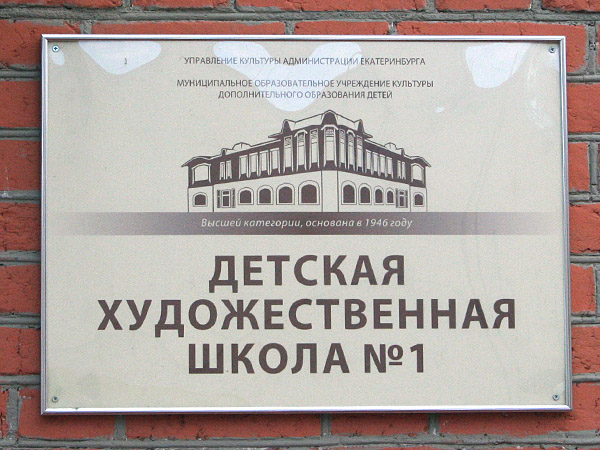 УПРАВЛЕНИЕ КУЛЬТУРЫ АДМИНИСТРАЦИИ ЕКАТЕРИНБУРГА
МУНИЦИПАЛЬНОЕ ОБРАЗОВАТЕЛЬНОЕ УЧРЕЖДЕНИЕ КУЛЬТУРЫ
ДОПОЛНИТЕЛЬНОГО ОБРАЗОВАНИЯ ДЕТЕЙ
Высшей категории, основана в 1946 году
ДЕТСКАЯ
ХУДОЖЕСТВЕННАЯ
ШКОЛА №1